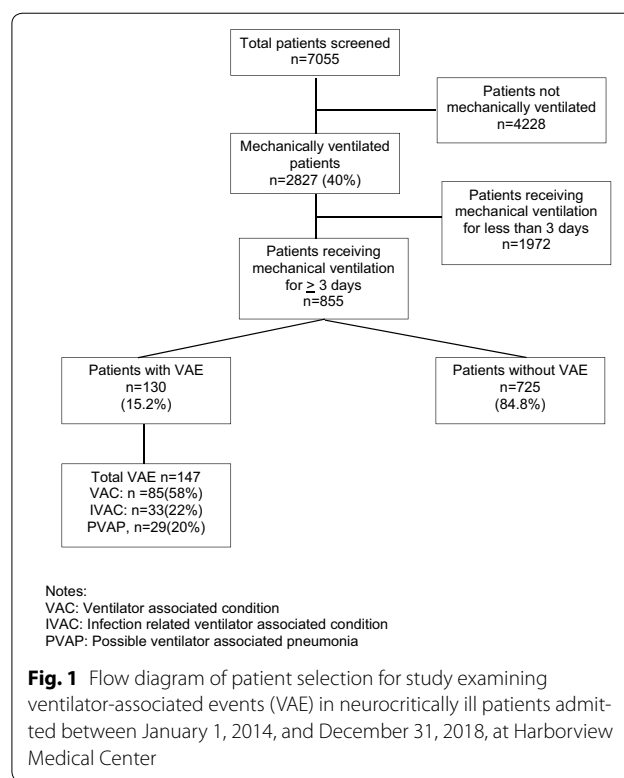 Total patients screened
n=7055
Patients not
mechanically ventilated
n=4228
Mechanically ventilated
patients
n=2827 (40%)
Patients receiving
mechanical ventilation
for less than 3 days
n=1972
Patients receiving
mechanical ventilation
for ≥ 3 days
n=855
Patients with VAE
n=130
(15.2%)
Patients without VAE
n=725
(84.8%)
Total VAE n=147
VAC: n =85(58%)
IVAC: n=33(22%)
PVAP, n=29(20%)
Notes:
VAC: Ventilator associated condition
IVAC: Infection related ventilator associated condition
PVAP: Possible ventilator associated pneumonia
Fig. 1 Flow diagram of patient selection for study examining
ventilator-associated events (VAE) in neurocritically ill patients admit-
ted between January 1, 2014, and December 31, 2018, at Harborview
Medical Center